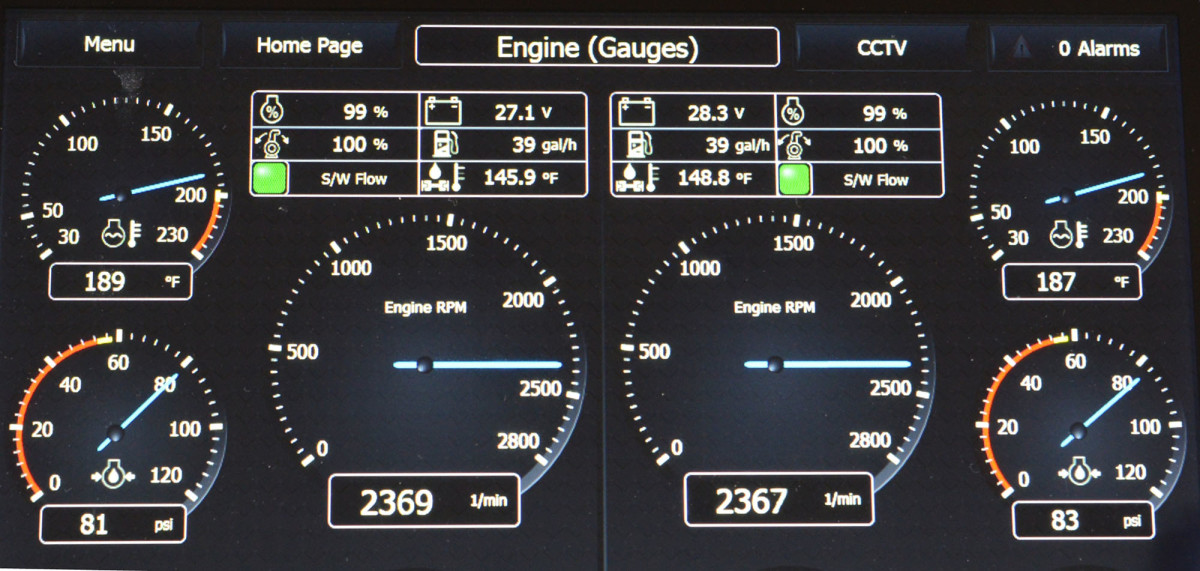 Menu
Home Page
Engine (Gauges)
CCTV
0 Alarms
99 %
27.1 V
100 %
39 gal/h
S/W Flow
145.9 °F
28.3 V
99 %
39 gal/h
100 %
148.8 °F
S/W Flow
30
50
100
150
200
230
189 °F
0
500
1000
1500
2000
2500
2800
Engine RPM
2369 1/min
0
500
1000
1500
2000
2500
2800
Engine RPM
2367 1/min
30
50
100
150
200
230
187 °F
0
20
40
60
80
100
120
81 psi
0
20
40
60
80
100
120
83 psi